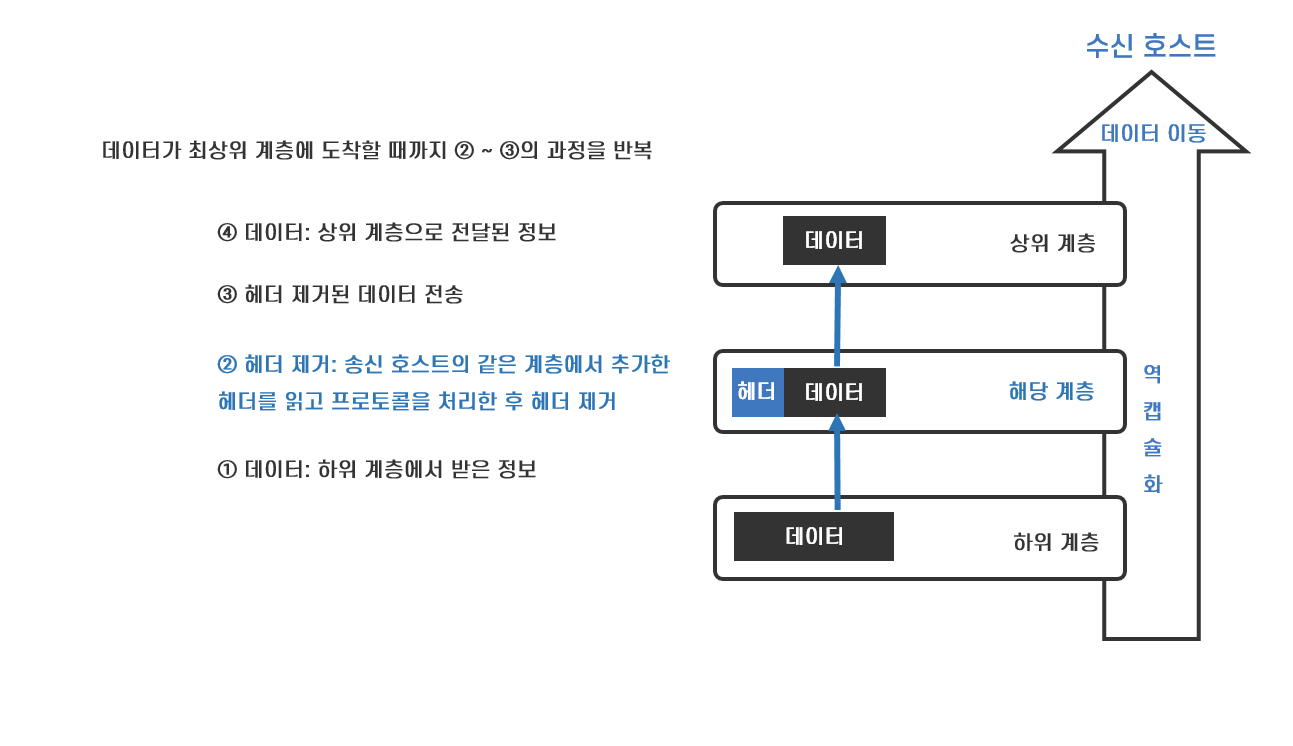 수신 호스트
데이터 이동
데이터가 최상위 계층에 도착할 때까지 ② ~ ③의 과정을 반복
④ 데이터: 상위 계층으로 전달된 정보
데이터
상위 계층
③ 헤더 제거된 데이터 전송
② 헤더 제거: 송신 호스트의 같은 계층에서 추가한
헤더를 읽고 프로토콜을 처리한 후 헤더 제거
헤더
데이터
해당 계층
역
캡
슐
화
① 데이터: 하위 계층에서 받은 정보
데이터
하위 계층